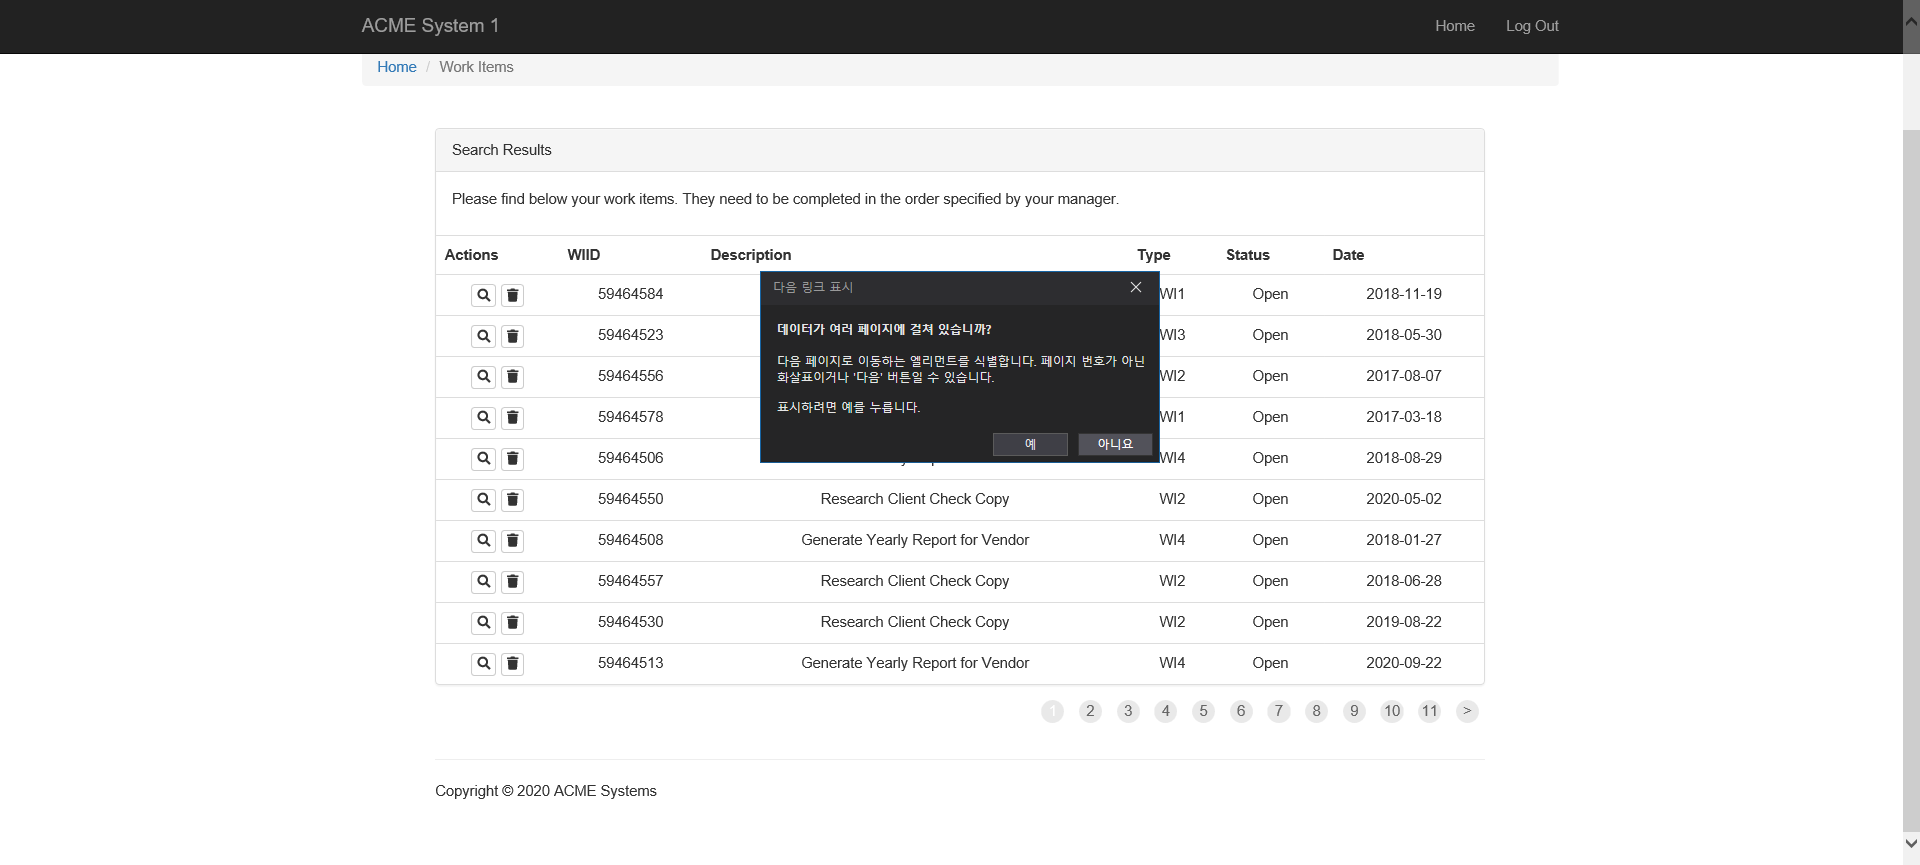 ACME System 1 Home Log Out
Home / Work Items
Search Results
Please find below your work items. They need to be completed in the order specified by your manager.
Actions WIID Description Type Status Date
59464584 WI1 Open 2018-11-19
59464523 WI3 Open 2018-05-30
59464556 WI2 Open 2017-08-07
59464578 WI1 Open 2017-03-18
59464506 WI4 Open 2018-08-29
다음 링크 표시
데이터가 여러 페이지에 걸쳐 있습니까?
다음 페이지로 이동하는 엘리먼트를 식별합니다. 페이지 번호가 아닌
화살표이거나 '다음' 버튼일 수 있습니다.
표시하려면 예를 누릅니다.
예 아니요
59464550 Research Client Check Copy WI2 Open 2020-05-02
59464508 Generate Yearly Report for Vendor WI4 Open 2018-01-27
59464557 Research Client Check Copy WI2 Open 2018-06-28
59464530 Research Client Check Copy WI2 Open 2019-08-22
59464513 Generate Yearly Report for Vendor WI4 Open 2020-09-22
1 2 3 4 5 6 7 8 9 10 11 >
Copyright © 2020 ACME Systems